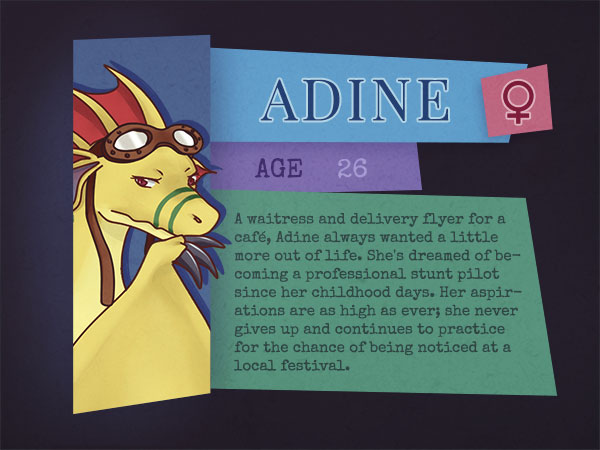 ADINE
AGE 26
A waitress and delivery flyer for a
café, Adine always wanted a little
more out of life. She's dreamed of be-
coming a professional stunt pilot
since her childhood days. Her aspir-
ations are as high as ever; she never
gives up and continues to practice
for the chance of being noticed at a
local festival.